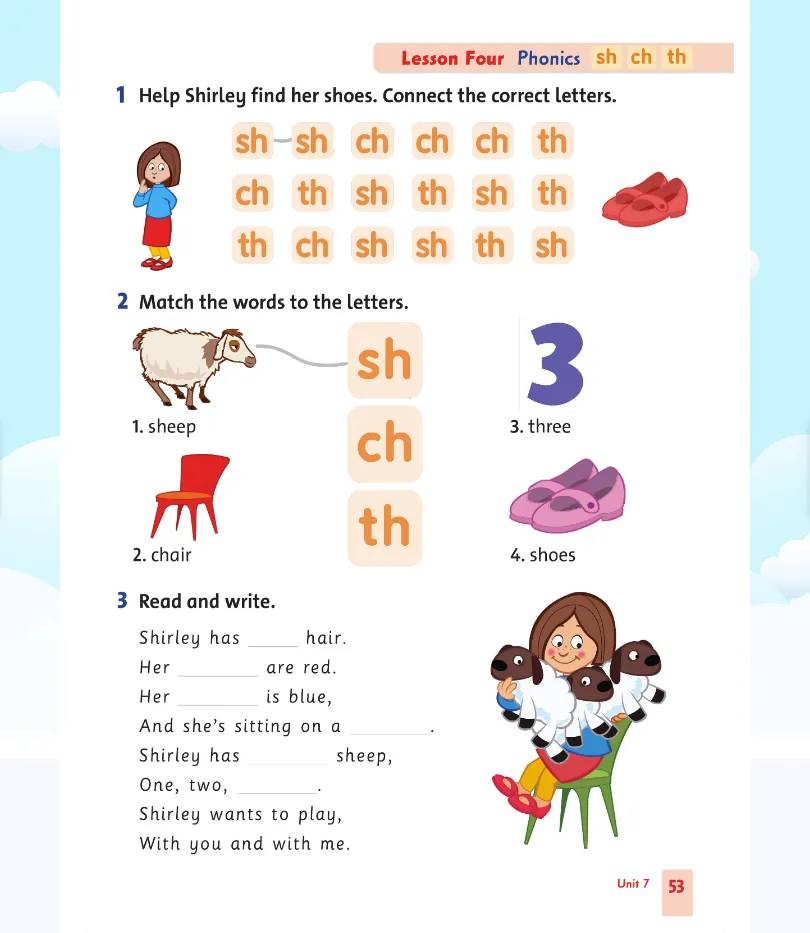 Lesson Four Phonics sh ch th
1 Help Shirley find her shoes. Connect the correct letters.
sh sh ch ch ch th
ch th sh th sh th
th ch sh sh th sh
2 Match the words to the letters.
sh
3
1. sheep
3. three
ch
th
2. chair
4. shoes
3 Read and write.
Shirley has _____ hair.
Her ________ are red.
Her ________ is blue,
And she's sitting on a ________.
Shirley has ________ sheep,
One, two, ________.
Shirley wants to play,
With you and with me.
Unit 7 53